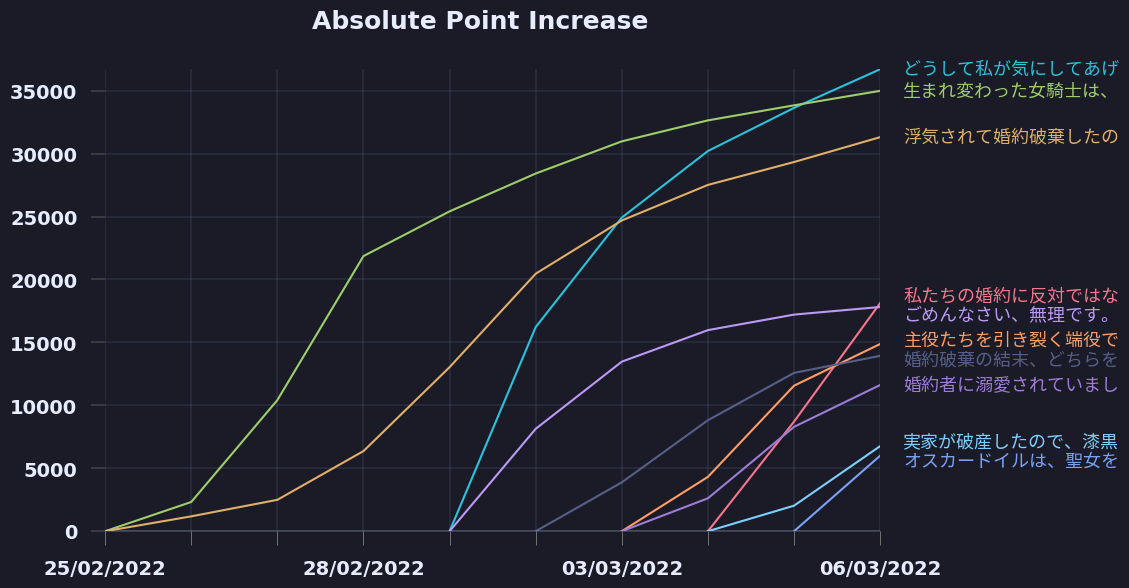 Absolute Point Increase
どうして私が気にしてあげ
35000
生まれ変わった女騎士は、
浮気されて婚約破棄したの
30000
25000
20000
私たちの婚約に反対ではな
ごめんなさい、無理です。
15000
主役たちを引き裂く端役で
婚約破棄の結末、どちらを
婚約者に溺愛されていまし
10000
実家が破産したので、漆黒
オスカードイルは、聖女を
5000
0
25/02/2022 28/02/2022 03/03/2022 06/03/2022